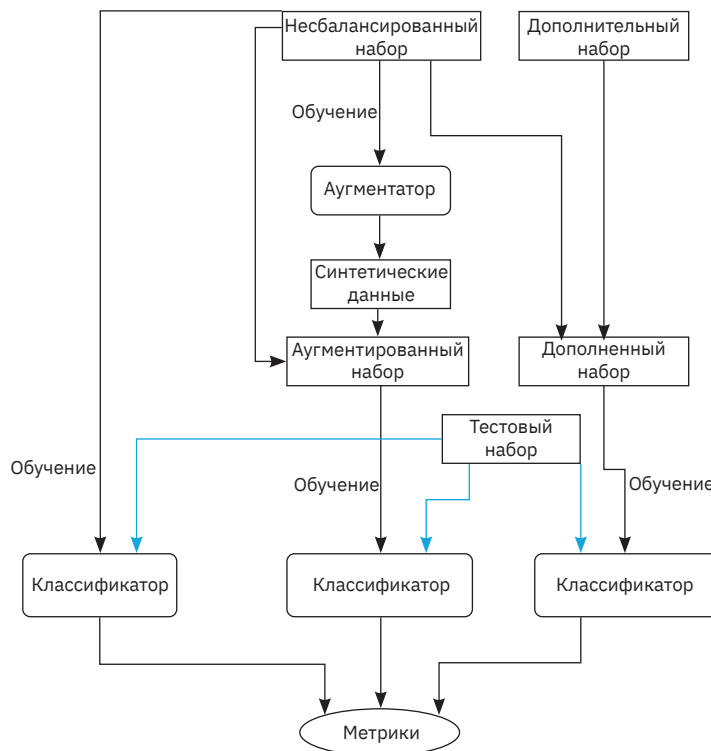 Несбалансированный
набор
Дополнительный
набор
Обучение
Аугментатор
Синтетические
данные
Аугментированный
набор
Дополненный
набор
Тестовый
набор
Обучение
Обучение
Обучение
Классификатор
Классификатор
Классификатор
Метрики